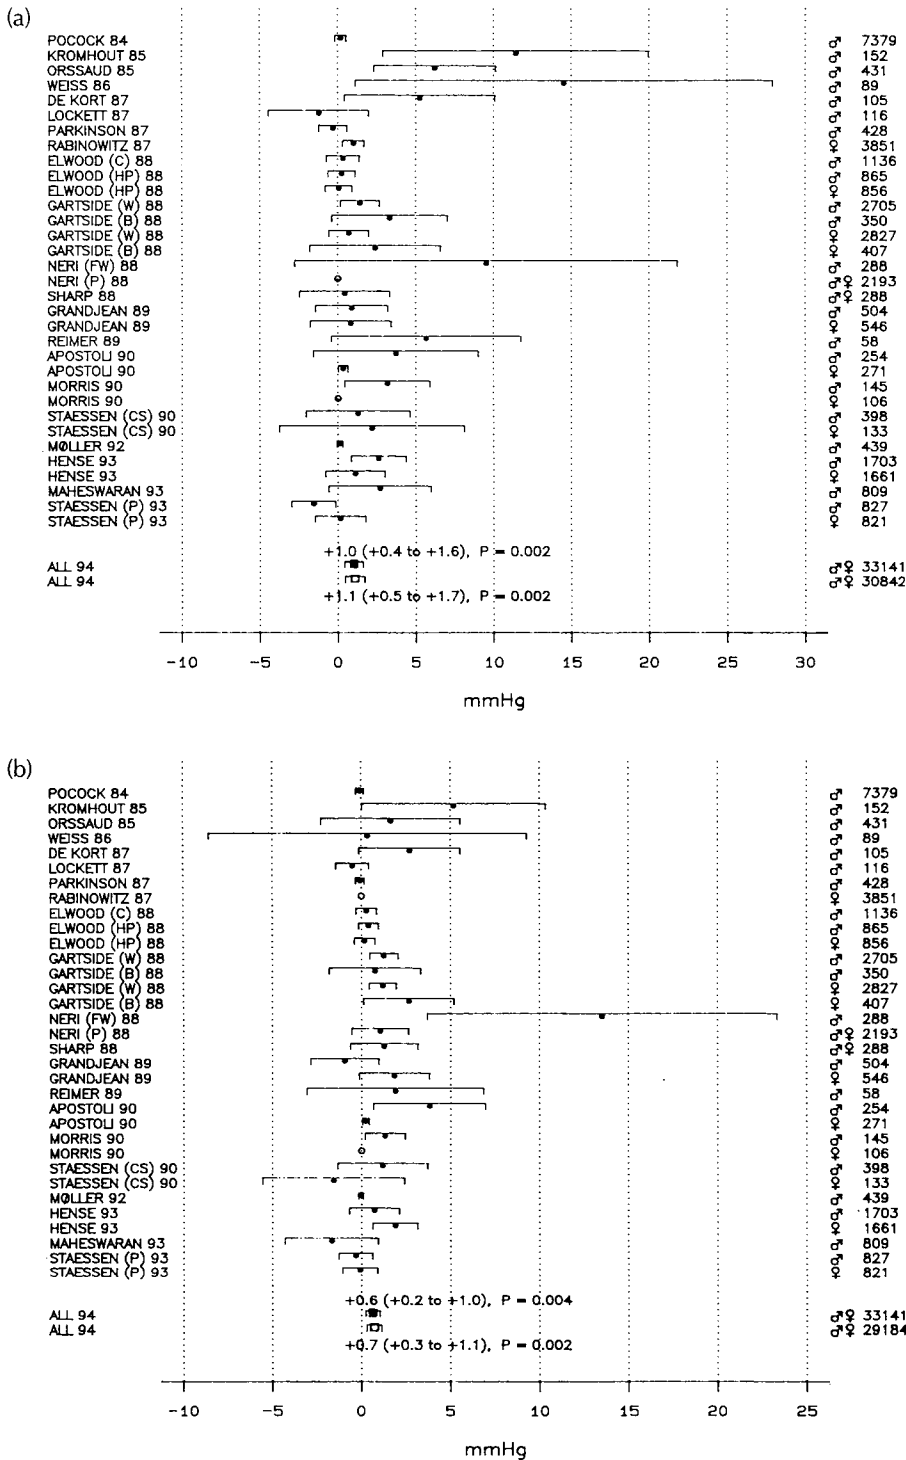 (a)
POCOCK 84 ♂ 7379
KROMHOUT 85 ♂ 152
ORSSAUD 85 ♂ 431
WEISS 86 ♂ 89
DE KORT 87 ♂ 105
LOCKETT 87 ♂ 116
PARKINSON 87 ♂ 428
RABINOWITZ 87 ♀ 3851
ELWOOD (C) 88 ♂ 1136
ELWOOD (HP) 88 ♂ 865
ELWOOD (HP) 88 ♀ 856
GARTSIDE (W) 88 ♂ 2705
GARTSIDE (B) 88 ♂ 350
GARTSIDE (W) 88 ♀ 2827
GARTSIDE (B) 88 ♀ 407
NERI (FW) 88 ♂ 288
NERI (P) 88 ♂♀ 2193
SHARP 88 ♂♀ 288
GRANDJEAN 89 ♂ 504
GRANDJEAN 89 ♀ 546
REIMER 89 ♂ 58
APOSTOLI 90 ♂ 254
APOSTOLI 90 ♀ 271
MORRIS 90 ♂ 145
MORRIS 90 ♀ 106
STAESSEN (CS) 90 ♂ 398
STAESSEN (CS) 90 ♀ 133
MØLLER 92 ♂ 439
HENSE 93 ♂ 1703
HENSE 93 ♀ 1661
MAHESWARAN 93 ♂ 809
STAESSEN (P) 93 ♂ 827
STAESSEN (P) 93 ♀ 821
+1.0 (+0.4 to +1.6), P = 0.002
ALL 94 ♂♀ 33141
ALL 94 ♂♀ 30842
+1.1 (+0.5 to +1.7), P = 0.002
-10 -5 0 5 10 15 20 25 30
mmHg
(b)
POCOCK 84 ♂ 7379
KROMHOUT 85 ♂ 152
ORSSAUD 85 ♂ 431
WEISS 86 ♂ 89
DE KORT 87 ♂ 105
LOCKETT 87 ♂ 116
PARKINSON 87 ♂ 428
RABINOWITZ 87 ♀ 3851
ELWOOD (C) 88 ♂ 1136
ELWOOD (HP) 88 ♂ 865
ELWOOD (HP) 88 ♀ 856
GARTSIDE (W) 88 ♂ 2705
GARTSIDE (B) 88 ♂ 350
GARTSIDE (W) 88 ♀ 2827
GARTSIDE (B) 88 ♀ 407
NERI (FW) 88 ♂ 288
NERI (P) 88 ♂♀ 2193
SHARP 88 ♂♀ 288
GRANDJEAN 89 ♂ 504
GRANDJEAN 89 ♀ 546
REIMER 89 ♂ 58
APOSTOLI 90 ♂ 254
APOSTOLI 90 ♀ 271
MORRIS 90 ♂ 145
MORRIS 90 ♀ 106
STAESSEN (CS) 90 ♂ 398
STAESSEN (CS) 90 ♀ 133
MØLLER 92 ♂ 439
HENSE 93 ♂ 1703
HENSE 93 ♀ 1661
MAHESWARAN 93 ♂ 809
STAESSEN (P) 93 ♂ 827
STAESSEN (P) 93 ♀ 821
+0.6 (+0.2 to +1.0), P = 0.004
ALL 94 ♂♀ 33141
ALL 94 ♂♀ 29184
+0.7 (+0.3 to +1.1), P = 0.002
-10 -5 0 5 10 15 20 25
mmHg